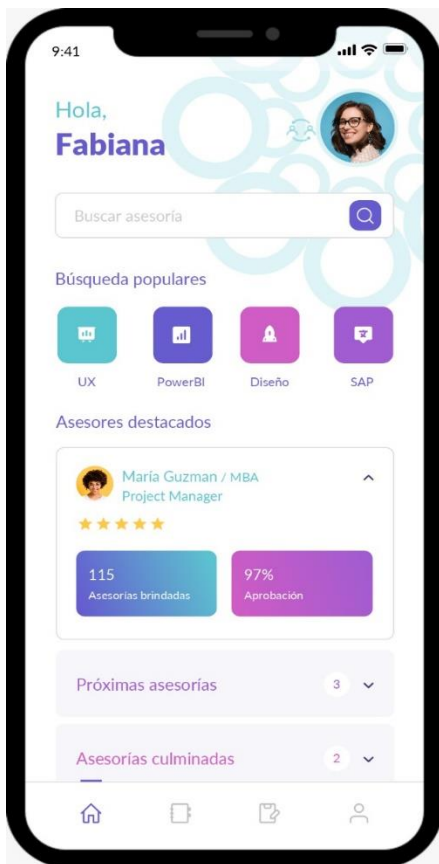 9:41
Hola,
Fabiana
Buscar asesoría
Búsqueda populares
UX PowerBI Diseño SAP
Asesores destacados
María Guzman / MBA
Project Manager
115 97%
Asesorías brindadas Aprobación
Próximas asesorías 3
Asesorías culminadas 2